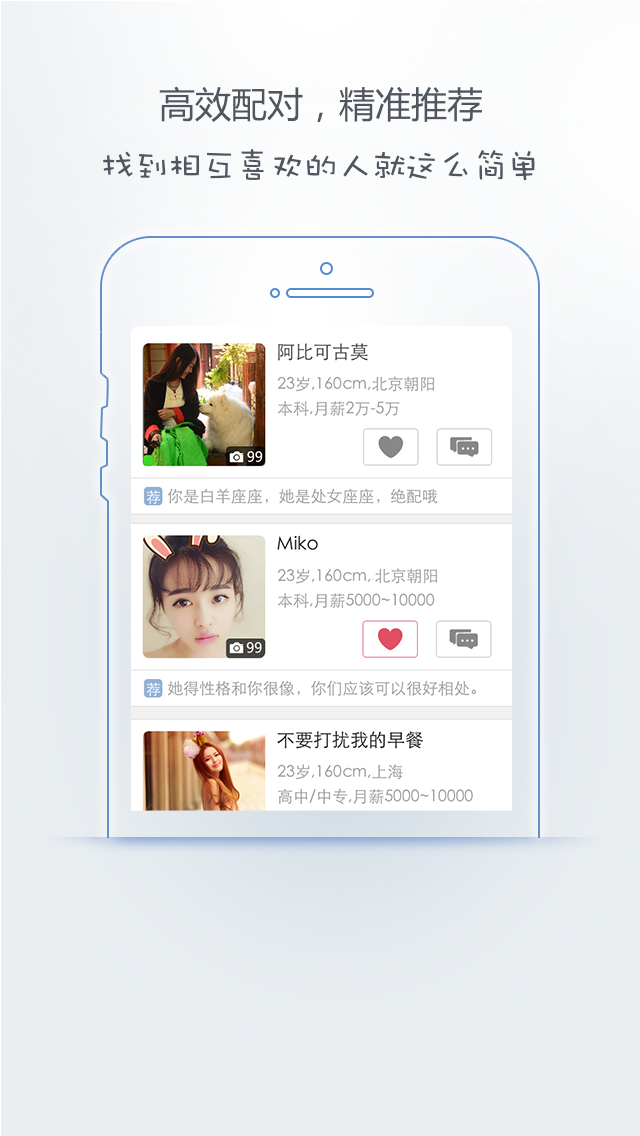 高效配对，精准推荐
找到相互喜欢的人就这么简单
阿比可古莫
23岁,160cm,北京朝阳
本科,月薪2万-5万
99
荐 你是白羊座座，她是处女座座，绝配哦
Miko
23岁,160cm, 北京朝阳
本科,月薪5000~10000
99
荐 她得性格和你很像，你们应该可以很好相处。
不要打扰我的早餐
23岁,160cm,上海
高中/中专,月薪5000~10000